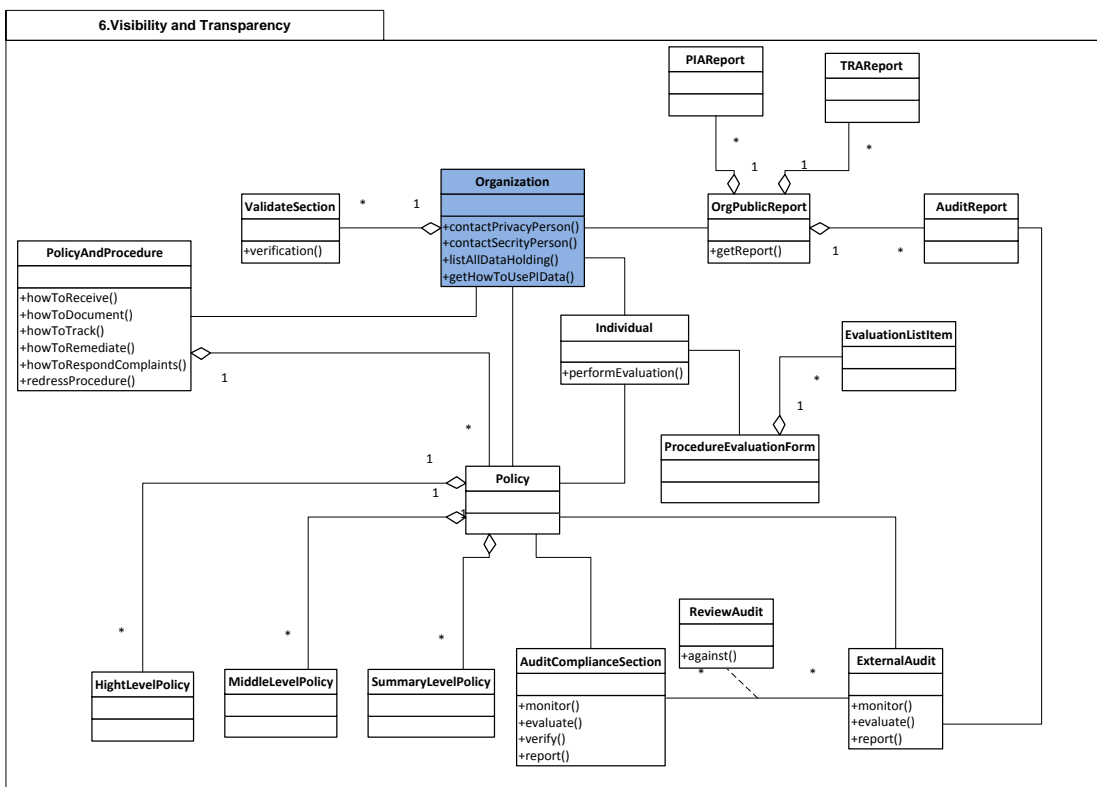 6.Visibility and Transparency
PIAReport
TRAReport
*
*
1
1
Organization
+contactPrivacyPerson()
+contactSecrityPerson()
+listAllDataHolding()
+getHowToUsePIData()
ValidateSection
+verification()
*
1
OrgPublicReport
+getReport()
1
*
AuditReport
PolicyAndProcedure
+howToReceive()
+howToDocument()
+howToTrack()
+howToRemediate()
+howToRespondComplaints()
+redressProcedure()
1
*
Individual
+performEvaluation()
EvaluationListItem
*
1
ProcedureEvaluationForm
Policy
1
1
1
*
*
*
HightLevelPolicy
MiddleLevelPolicy
SummaryLevelPolicy
ReviewAudit
+against()
*
*
AuditComplianceSection
+monitor()
+evaluate()
+verify()
+report()
ExternalAudit
+monitor()
+evaluate()
+report()